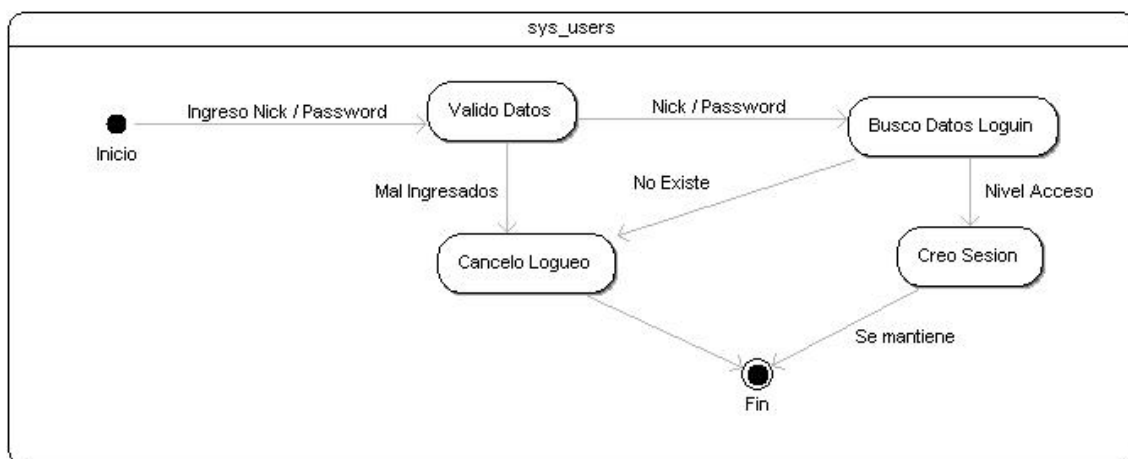 sys_users
Ingreso Nick / Password
Valido Datos
Nick / Password
Busco Datos Loguin
Inicio
Mal Ingresados
No Existe
Nivel Acceso
Cancelo Logueo
Creo Sesion
Se mantiene
Fin